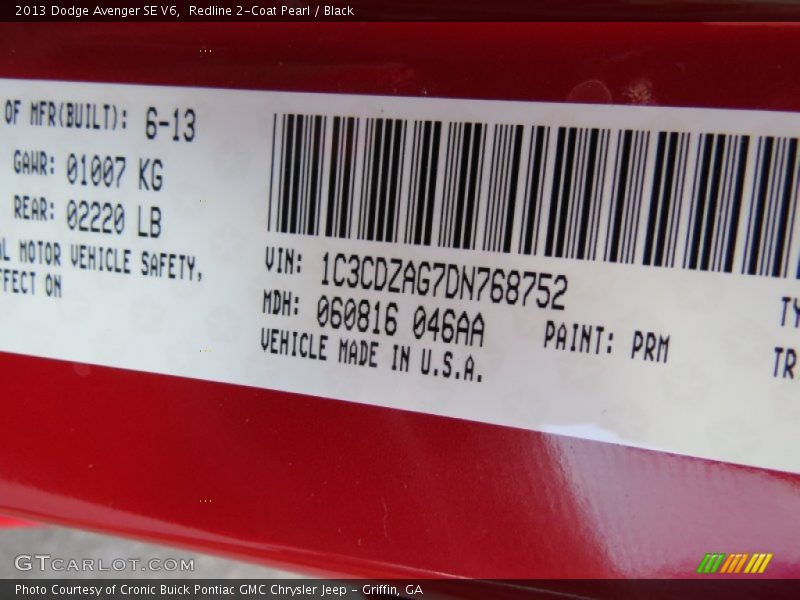 2013 Dodge Avenger SE V6, Redline 2-Coat Pearl / Black
OF MFR(BUILT): 6-13
GAWR: 01007 KG
REAR: 02220 LB
MOTOR VEHICLE SAFETY,
ON
VIN: 1C3CDZAG7DN768752
MDH: 060816 046AA PAINT: PRM
VEHICLE MADE IN U.S.A.
GTCARLOT.COM
Photo Courtesy of Cronic Buick Pontiac GMC Chrysler Jeep - Griffin, GA